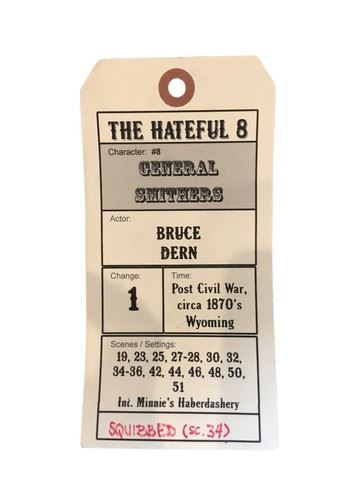 THE HATEFUL 8
Character: #8
GENERAL
SMITHERS
Actor:
BRUCE
DERN
Change:
1
Time:
Post Civil War,
circa 1870's
Wyoming
Scenes / Settings:
19, 23, 25, 27-28, 30, 32,
34-36, 42, 44, 46, 48, 50,
51
Int. Minnie's Haberdashery
SQUIBBED (SC. 34)